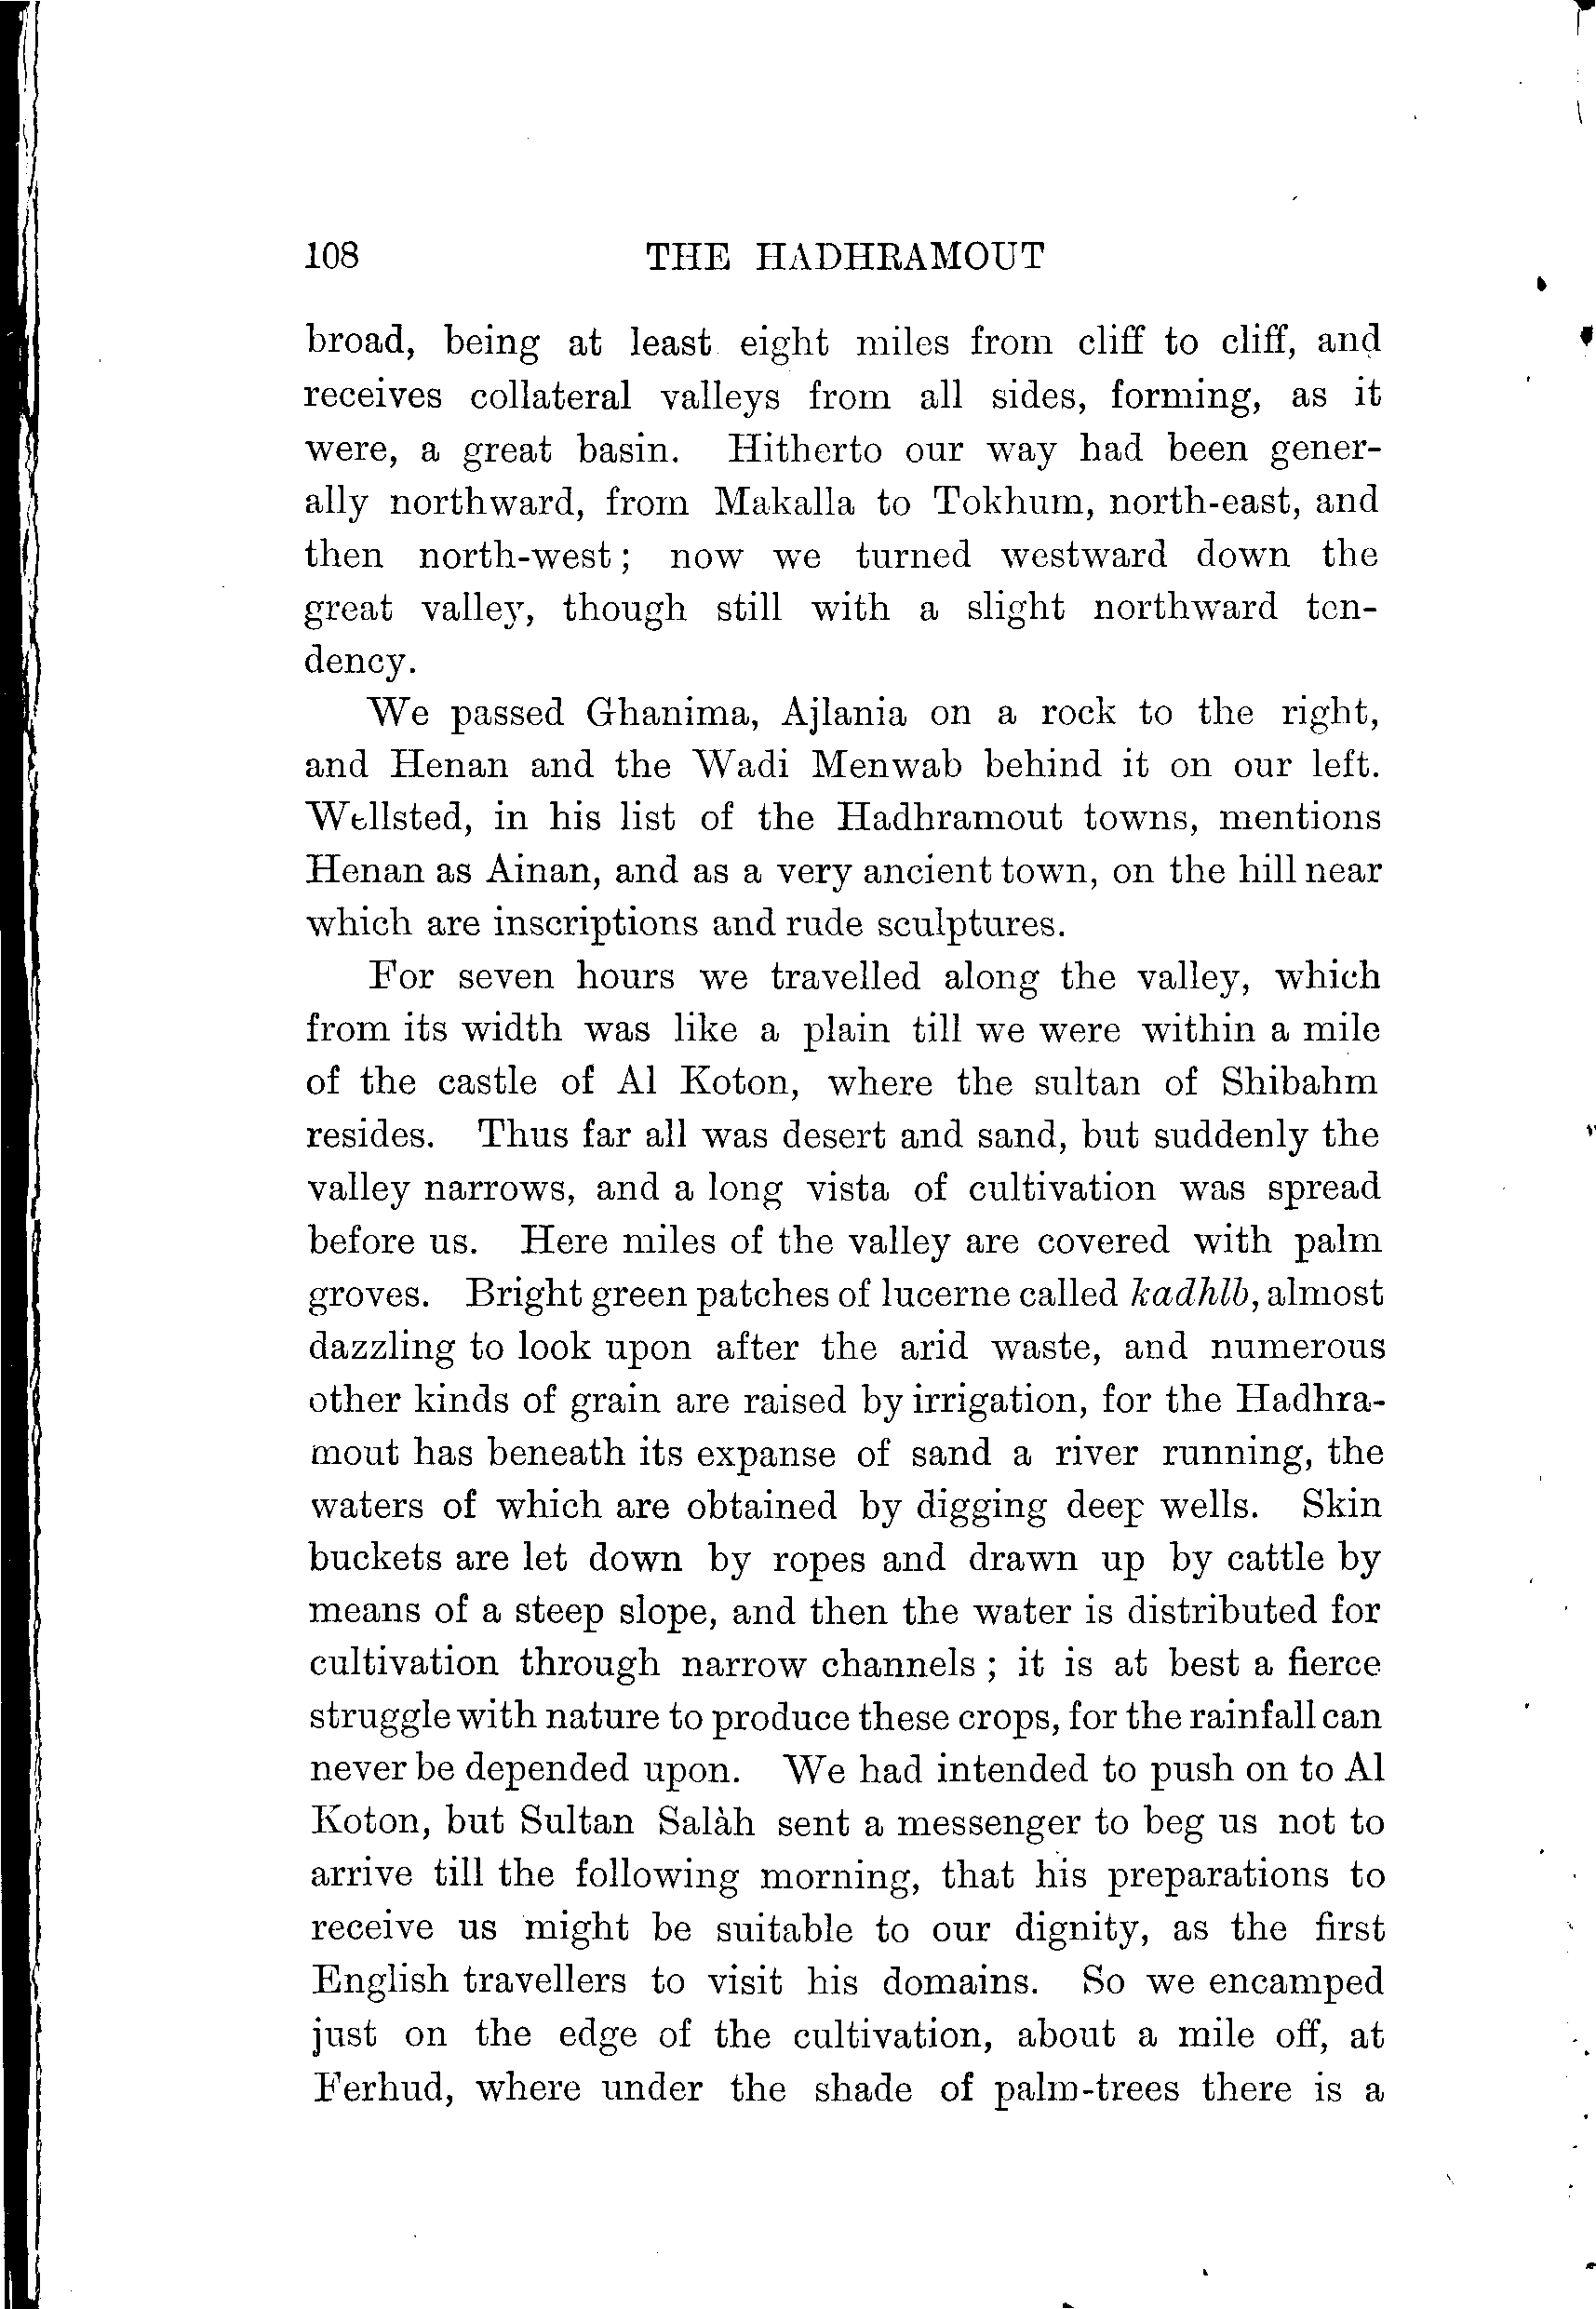 108 THE HADHRAMOUT
broad, being at least eight miles from cliff to cliff, and
receives collateral valleys from all sides, forming, as it
were, a great basin. Hitherto our way had been gener-
ally northward, from Makalla to Tokhum, north-east, and
then north-west; now we turned westward down the
great valley, though still with a slight northward ten-
dency.
We passed Ghanima, Ajlania on a rock to the right,
and Henan and the Wadi Menwab behind it on our left.
Wellsted, in his list of the Hadhramout towns, mentions
Henan as Ainan, and as a very ancient town, on the hill near
which are inscriptions and rude sculptures.
For seven hours we travelled along the valley, which
from its width was like a plain till we were within a mile
of the castle of Al Koton, where the sultan of Shibahm
resides. Thus far all was desert and sand, but suddenly the
valley narrows, and a long vista of cultivation was spread
before us. Here miles of the valley are covered with palm
groves. Bright green patches of lucerne called kadhlb, almost
dazzling to look upon after the arid waste, and numerous
other kinds of grain are raised by irrigation, for the Hadhra-
mout has beneath its expanse of sand a river running, the
waters of which are obtained by digging deep wells. Skin
buckets are let down by ropes and drawn up by cattle by
means of a steep slope, and then the water is distributed for
cultivation through narrow channels; it is at best a fierce
struggle with nature to produce these crops, for the rainfall can
never be depended upon. We had intended to push on to Al
Koton, but Sultan Salàh sent a messenger to beg us not to
arrive till the following morning, that his preparations to
receive us might be suitable to our dignity, as the first
English travellers to visit his domains. So we encamped
just on the edge of the cultivation, about a mile off, at
Ferhud, where under the shade of palm-trees there is a